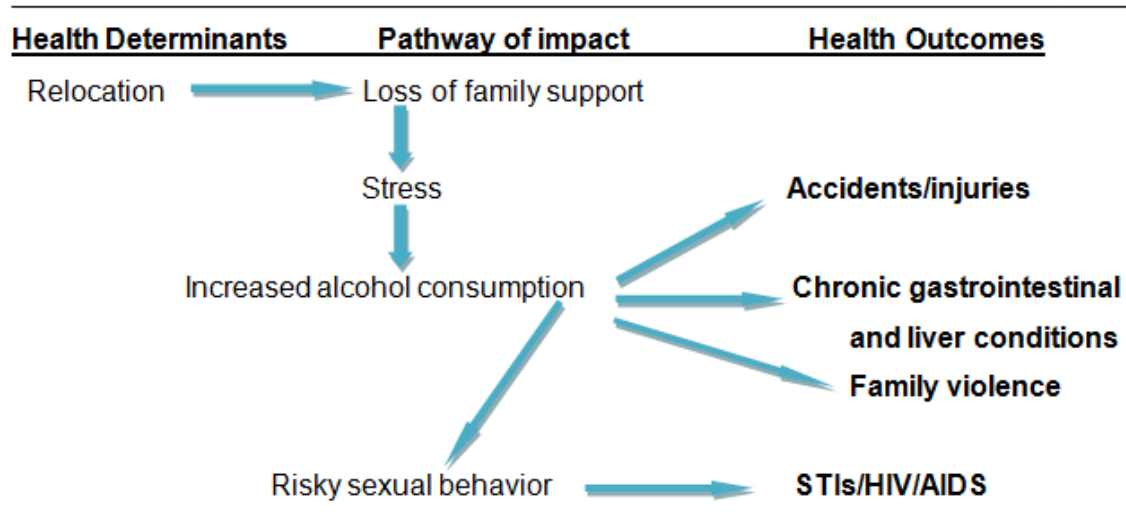 Health Determinants Pathway of impact Health Outcomes
Relocation Loss of family support
Stress Accidents/injuries
Increased alcohol consumption Chronic gastrointestinal
and liver conditions
Family violence
Risky sexual behavior STIs/HIV/AIDS